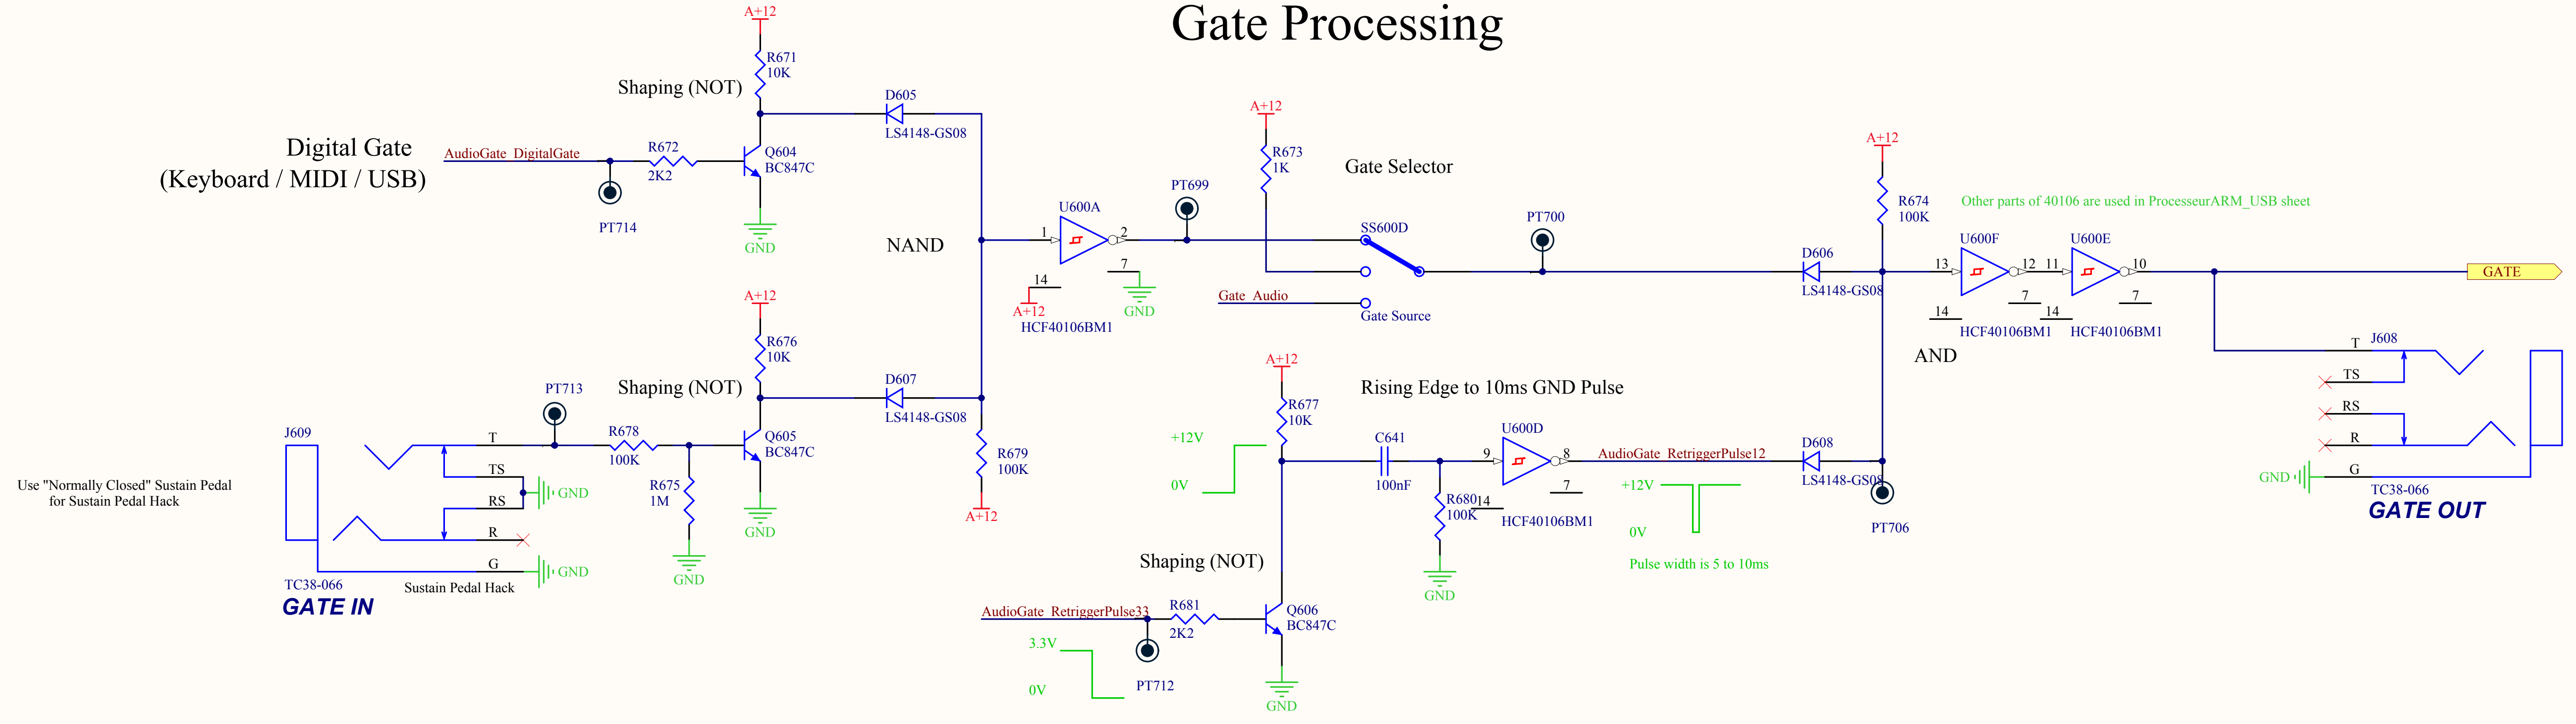 Gate Processing
A+12
R671
10K
Shaping (NOT)
D605
LS4148-GS08
Digital Gate
(Keyboard / MIDI / USB)
AudioGate_DigitalGate
R672
2K2
Q604
BC847C
PT714
GND
NAND
A+12
R673
1K
Gate Selector
PT699
U600A
1
2
7
14
A+12
GND
HCF40106BM1
SS600D
Gate_Audio
Gate Source
PT700
A+12
R674
100K
D606
LS4148-GS08
Other parts of 40106 are used in ProcesseurARM_USB sheet
U600F
13
12
7
14
HCF40106BM1
U600E
11
10
7
14
HCF40106BM1
GATE
AND
A+12
R676
10K
Shaping (NOT)
D607
LS4148-GS08
PT713
J609
T
TS
RS
R
G
GND
GND
R678
100K
R675
1M
GND
Q605
BC847C
GND
R679
100K
A+12
Use "Normally Closed" Sustain Pedal
for Sustain Pedal Hack
TC38-066
Sustain Pedal Hack
GATE IN
A+12
R677
10K
Rising Edge to 10ms GND Pulse
+12V
0V
C641
100nF
U600D
9
8
7
14
HCF40106BM1
R680
100K
GND
AudioGate_RetriggerPulse12
D608
LS4148-GS08
+12V
0V
Pulse width is 5 to 10ms
PT706
Shaping (NOT)
AudioGate_RetriggerPulse33
R681
2K2
Q606
BC847C
3.3V
0V
PT712
GND
J608
T
TS
RS
R
G
GND
TC38-066
GATE OUT